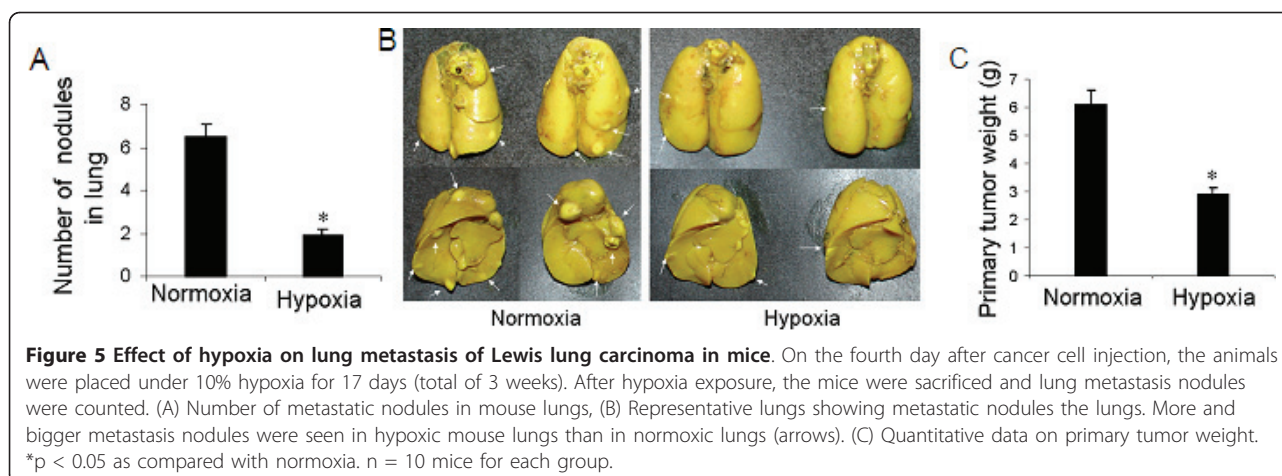 A
Number of nodules
in lung
8
6
4
2
0
*
Normoxia
Hypoxia
B
Normoxia
Hypoxia
C
Primary tumor weight (g)
7
6
5
4
3
2
1
0
*
Normoxia
Hypoxia
Figure 5 Effect of hypoxia on lung metastasis of Lewis lung carcinoma in mice. On the fourth day after cancer cell injection, the animals
were placed under 10% hypoxia for 17 days (total of 3 weeks). After hypoxia exposure, the mice were sacrificed and lung metastasis nodules
were counted. (A) Number of metastatic nodules in mouse lungs, (B) Representative lungs showing metastatic nodules the lungs. More and
bigger metastasis nodules were seen in hypoxic mouse lungs than in normoxic lungs (arrows). (C) Quantitative data on primary tumor weight.
*p < 0.05 as compared with normoxia. n = 10 mice for each group.